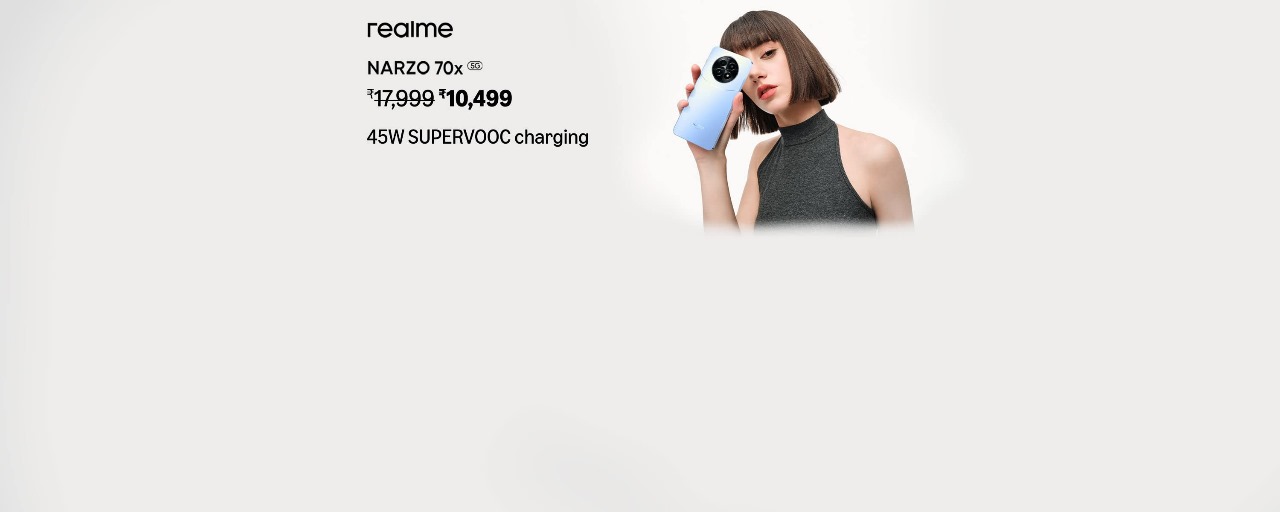 realme
NARZO 70x 5G
₹17,999 ₹10,499
45W SUPERVOOC charging